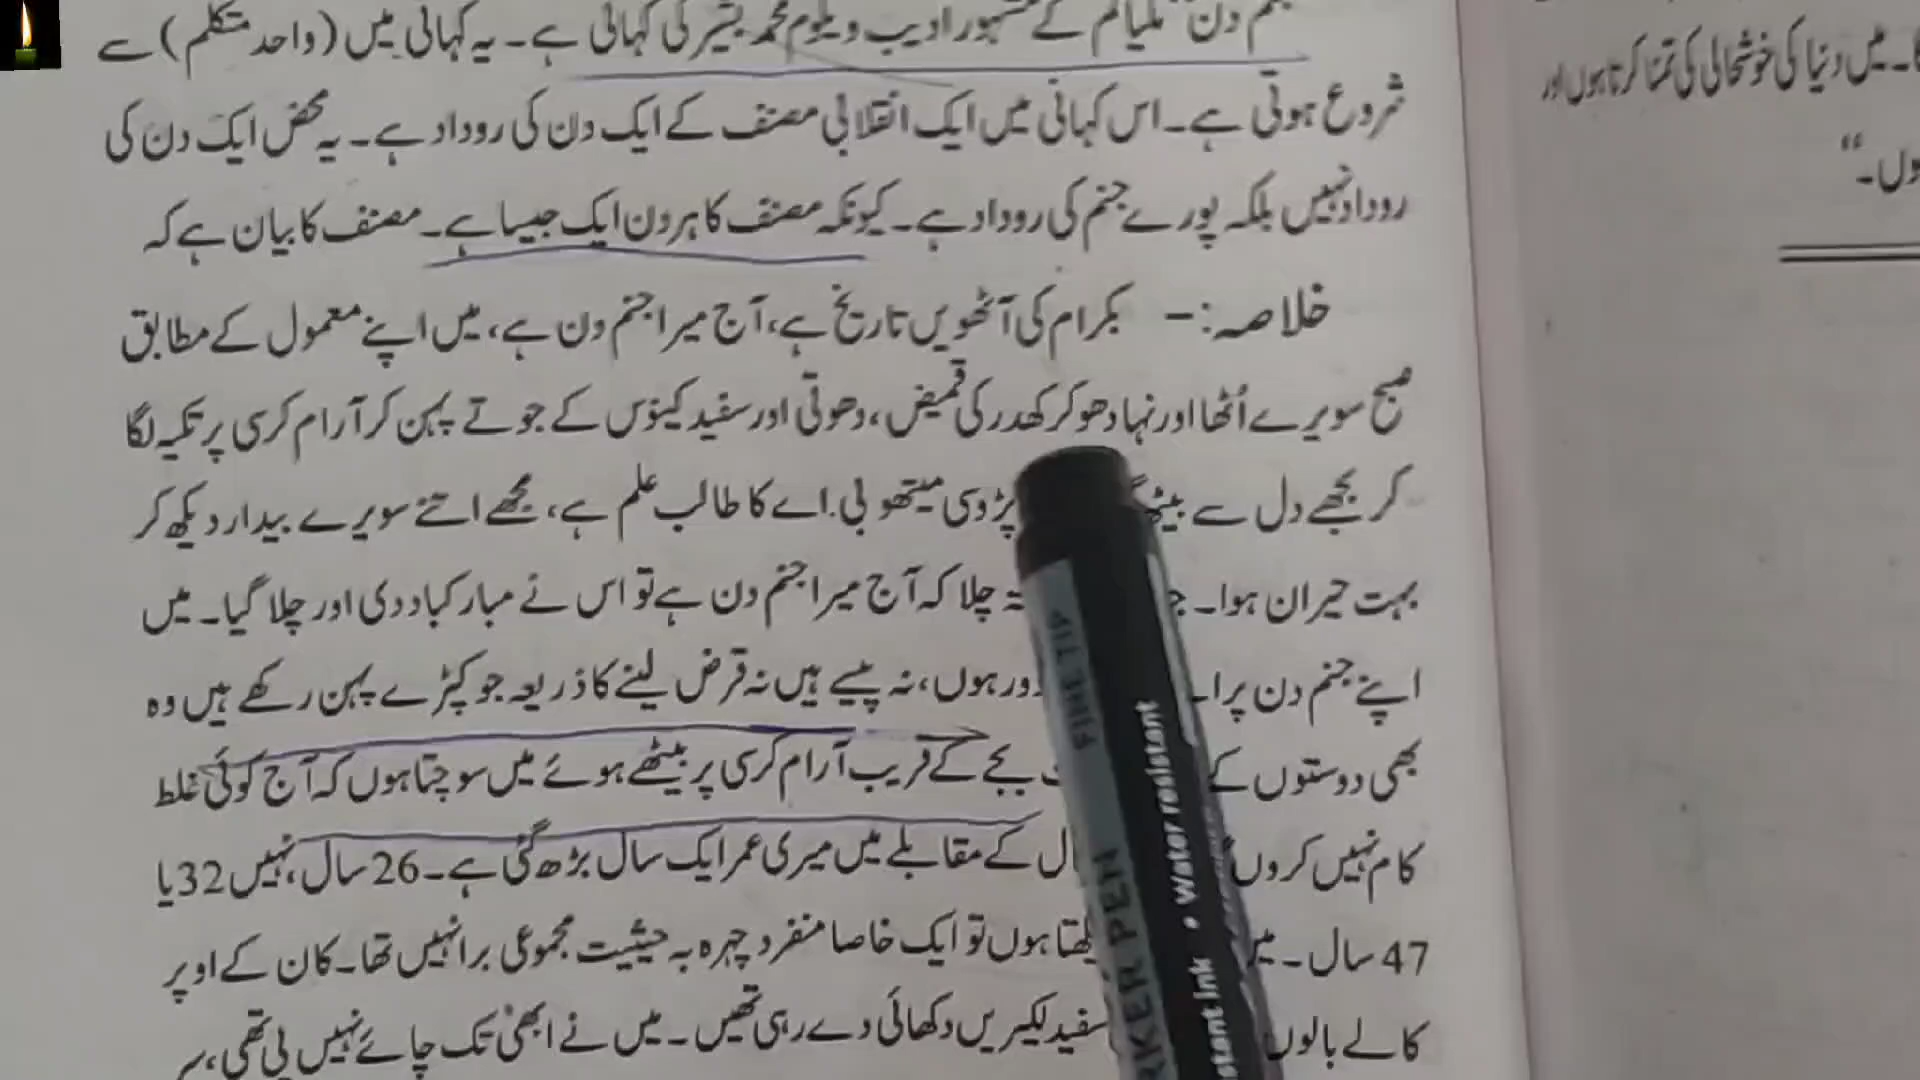 جنم دن" ملیالم کے مشہور ادیب ویلوم محمد بشیر کی کہانی ہے۔ یہ کہانی میں (واحد متکلم) سے
شروع ہوتی ہے۔ اس کہانی میں ایک انقلابی مصنف کے ایک دن کی روداد ہے۔ یہ محض ایک دن کی
روداد نہیں بلکہ پورے جنم کی روداد ہے۔ کیونکہ مصنف کا ہر دن ایک جیسا ہے۔ مصنف کا بیان ہے کہ
خلاصہ:- بکرام کی آٹھویں تاریخ ہے، آج میرا جنم دن ہے، میں اپنے معمول کے مطابق
صبح سویرے اُٹھا اور نہا دھو کر کھدر کی قمیض، دھوتی اور سفید کینوس کے جوتے پہن کر آرام کرسی پر تکیہ لگا
کر بجھے دل سے پڑوسی میتھو بی.اے کا طالب علم ہے، مجھے اتنے سویرے بیدار دیکھ کر
بہت حیران ہوا۔ چلا کہ آج میرا جنم دن ہے تو اس نے مبارکباد دی اور چلا گیا۔ میں
اپنے جنم دن پر ہوں، نہ پیسے ہیں نہ قرض لینے کا ذریعہ جو کپڑے پہن رکھے ہیں وہ
بھی دوستوں کے بجے کے قریب آرام کرسی پر بیٹھے ہوئے میں سوچتا ہوں کہ آج کوئی غلط
کام نہیں کروں کے مقابلے میں میری عمر ایک سال بڑھ گئی ہے۔ 26 سال، نہیں 32 یا
47 سال۔ ہوں تو ایک خاصا منفرد چہرہ بہ حیثیت مجموعی برا نہیں تھا۔ کان کے اوپر
کالے بالوں سفید لکیریں دکھائی دے رہی تھیں۔ میں نے ابھی تک چائے نہیں پی تھی،
میں دنیا کی خوشحالی کی تمنا کرتا ہوں اور
ہوں۔"
FINE TIP
MARKER PEN
• Water resistant